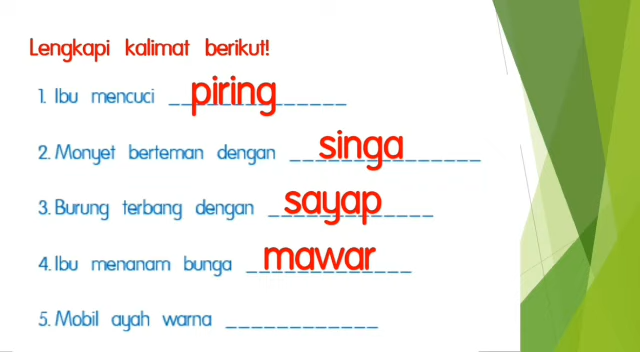 Lengkapi kalimat berikut!
1. Ibu mencuci piring
2. Monyet berteman dengan singa
3. Burung terbang dengan sayap
4. Ibu menanam bunga mawar
5. Mobil ayah warna ____________